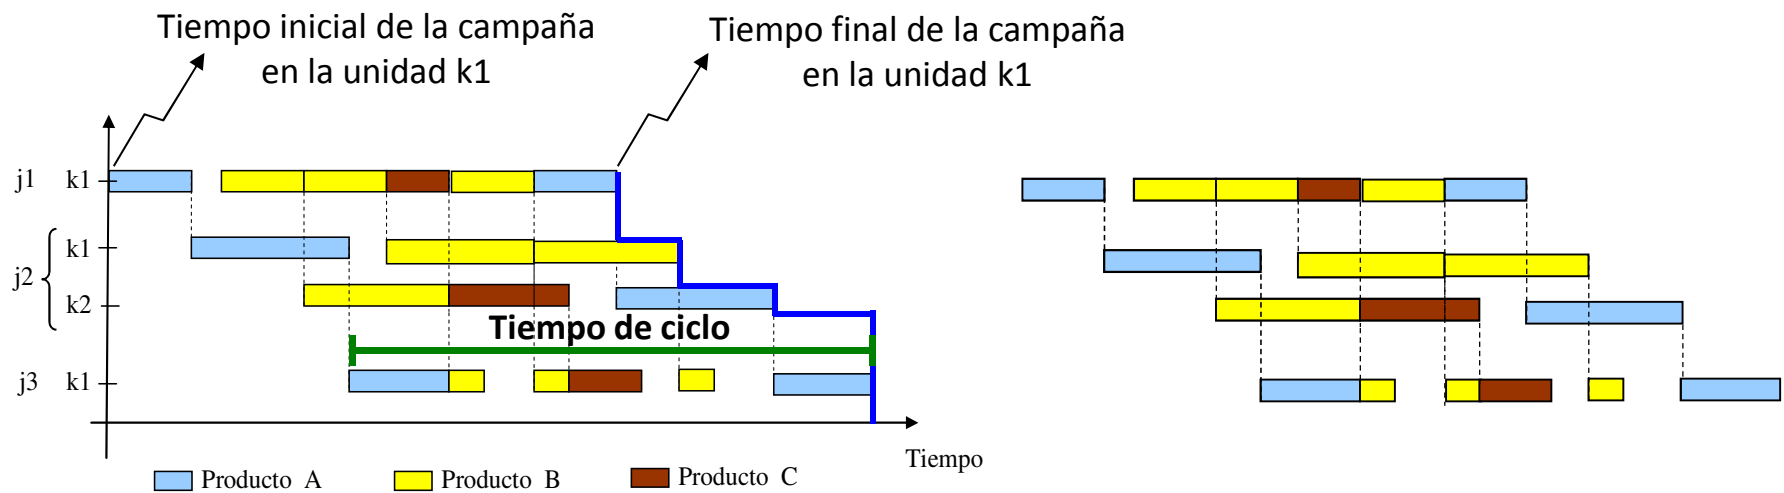 Tiempo inicial de la campaña
en la unidad k1
Tiempo final de la campaña
en la unidad k1
j1 k1
k1
j2
k2
Tiempo de ciclo
j3 k1
Tiempo
Producto A
Producto B
Producto C